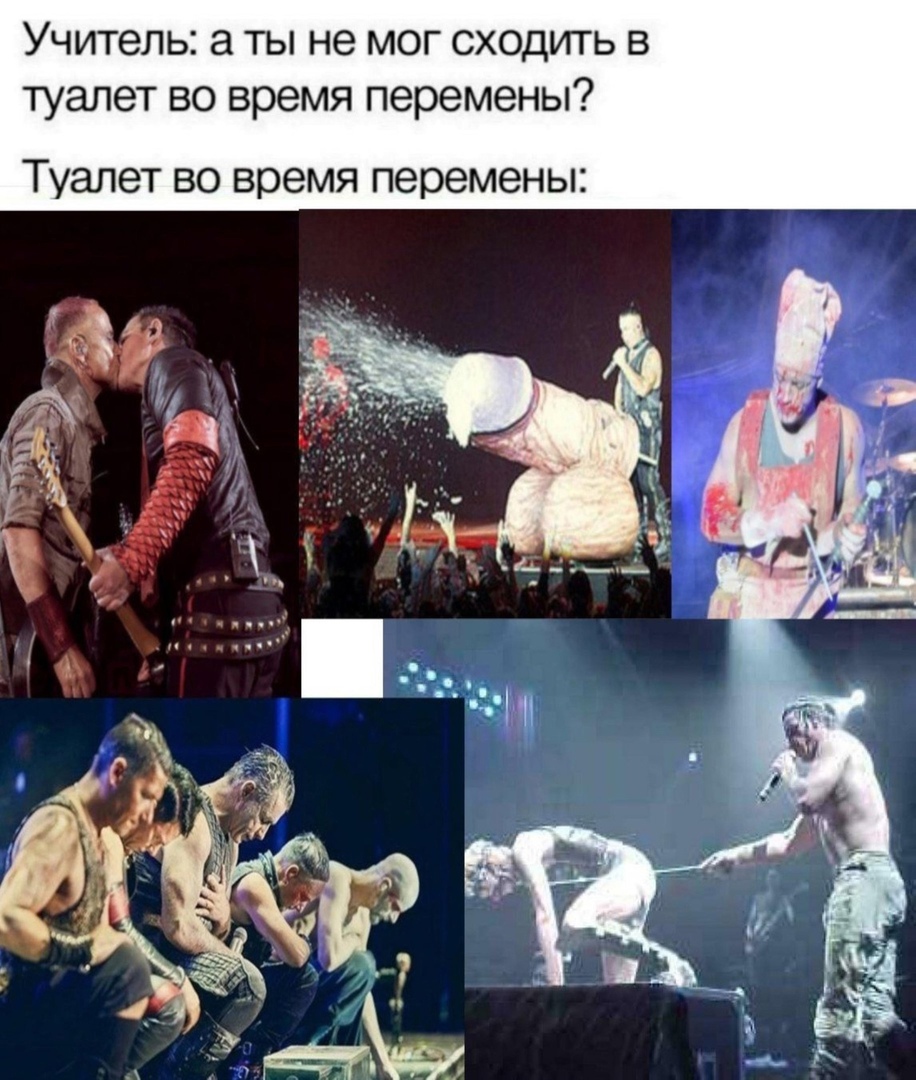 Учитель: а ты не мог сходить в
туалет во время перемены?
Туалет во время перемены: